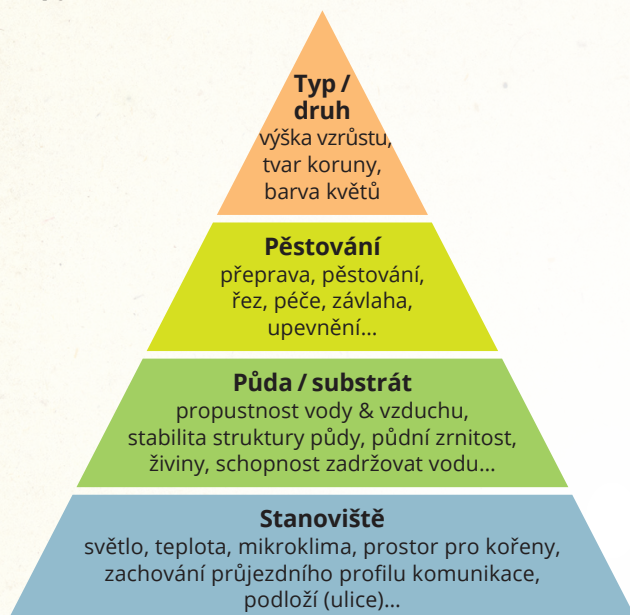 Typ /
druh
výška vzrůstu,
tvar koruny,
barva květů
Pěstování
přeprava, pěstování,
řez, péče, závlaha,
upevnění...
Půda / substrát
propustnost vody & vzduchu,
stabilita struktury půdy, půdní zrnitost,
živiny, schopnost zadržovat vodu...
Stanoviště
světlo, teplota, mikroklima, prostor pro kořeny,
zachování průjezdního profilu komunikace,
podloží (ulice)...